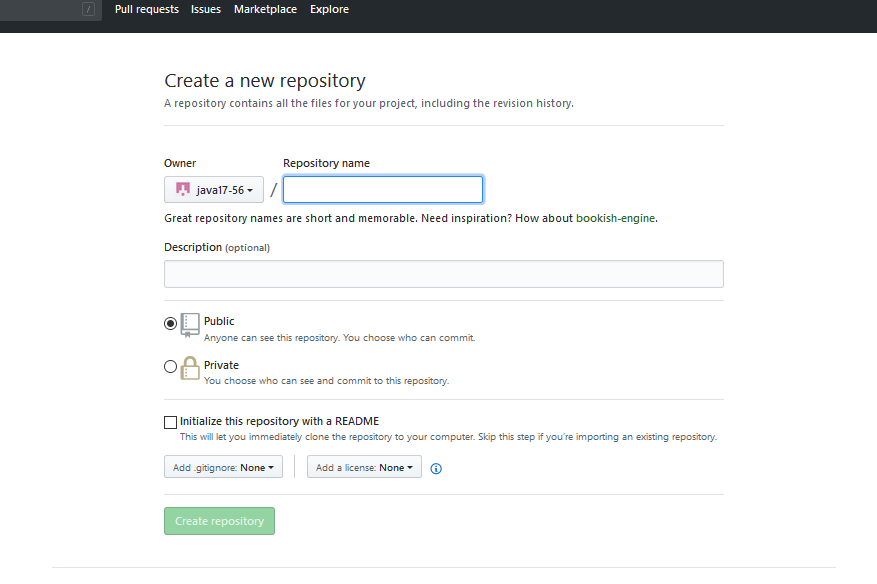 / Pull requests Issues Marketplace Explore
Create a new repository
A repository contains all the files for your project, including the revision history.
Owner Repository name
java17-56 /
Great repository names are short and memorable. Need inspiration? How about bookish-engine.
Description (optional)
Public
Anyone can see this repository. You choose who can commit.
Private
You choose who can see and commit to this repository.
Initialize this repository with a README
This will let you immediately clone the repository to your computer. Skip this step if you’re importing an existing repository.
Add .gitignore: None Add a license: None
Create repository